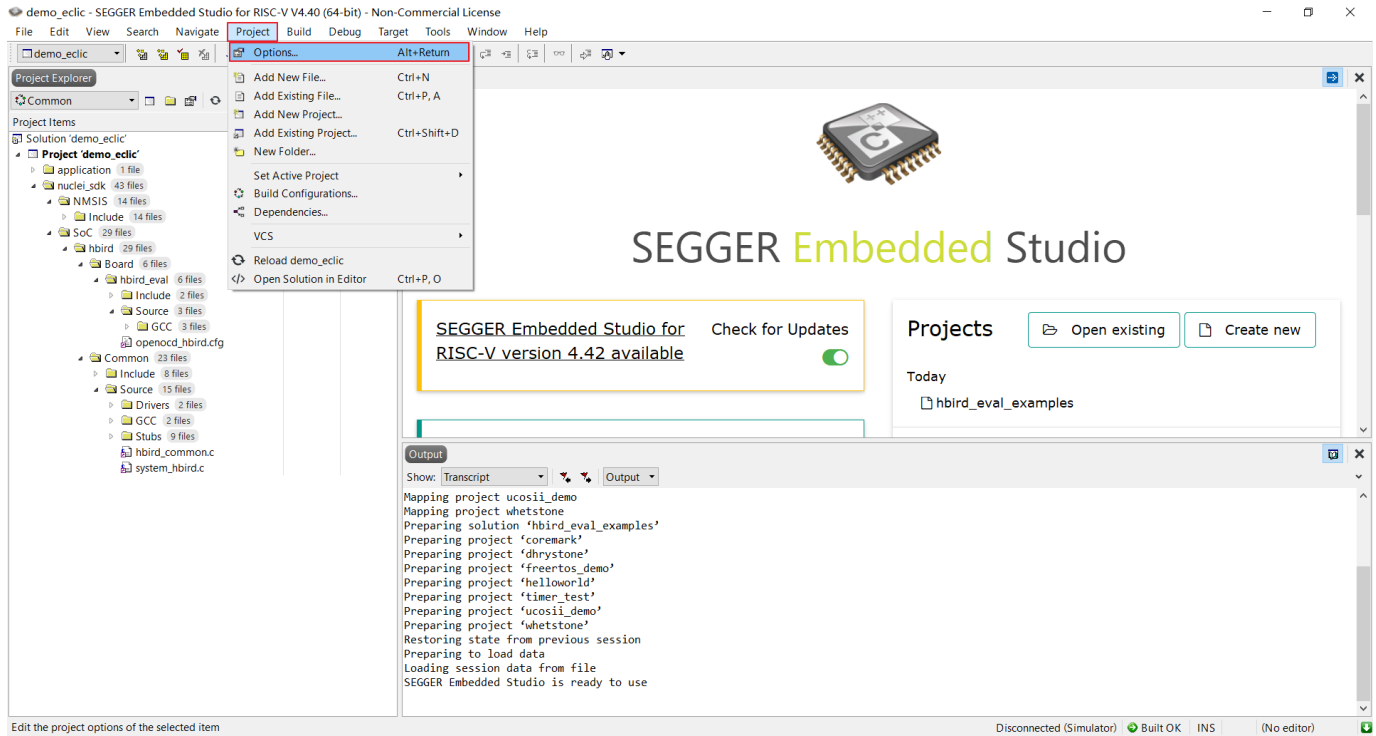 demo_eclic - SEGGER Embedded Studio for RISC-V V4.40 (64-bit) - Non-Commercial License
File Edit View Search Navigate Project Build Debug Target Tools Window Help
demo_eclic
Options... Alt+Return
Add New File... Ctrl+N
Add Existing File... Ctrl+P, A
Add New Project...
Add Existing Project... Ctrl+Shift+D
New Folder...
Set Active Project
Build Configurations...
Dependencies...
VCS
Reload demo_eclic
Open Solution in Editor Ctrl+P, O
Project Explorer
Common
Project Items
Solution 'demo_eclic'
Project 'demo_eclic'
application 1 file
nuclei_sdk 43 files
NMSIS 14 files
Include 14 files
SoC 29 files
hbird 29 files
Board 6 files
hbird_eval 6 files
Include 2 files
Source 3 files
GCC 3 files
openocd_hbird.cfg
Common 23 files
Include 8 files
Source 15 files
Drivers 2 files
GCC 2 files
Stubs 9 files
hbird_common.c
system_hbird.c
C
++
SEGGER Embedded Studio
SEGGER Embedded Studio for RISC-V version 4.42 available
Check for Updates
Projects
Open existing
Create new
Today
hbird_eval_examples
Output
Show: Transcript Output
Mapping project ucosii_demo
Mapping project whetstone
Preparing solution ‘hbird_eval_examples’
Preparing project ‘coremark’
Preparing project ‘dhrystone’
Preparing project ‘freertos_demo’
Preparing project ‘helloworld’
Preparing project ‘timer_test’
Preparing project ‘ucosii_demo’
Preparing project ‘whetstone’
Restoring state from previous session
Preparing to load data
Loading session data from file
SEGGER Embedded Studio is ready to use
Edit the project options of the selected item
Disconnected (Simulator) Built OK INS (No editor)